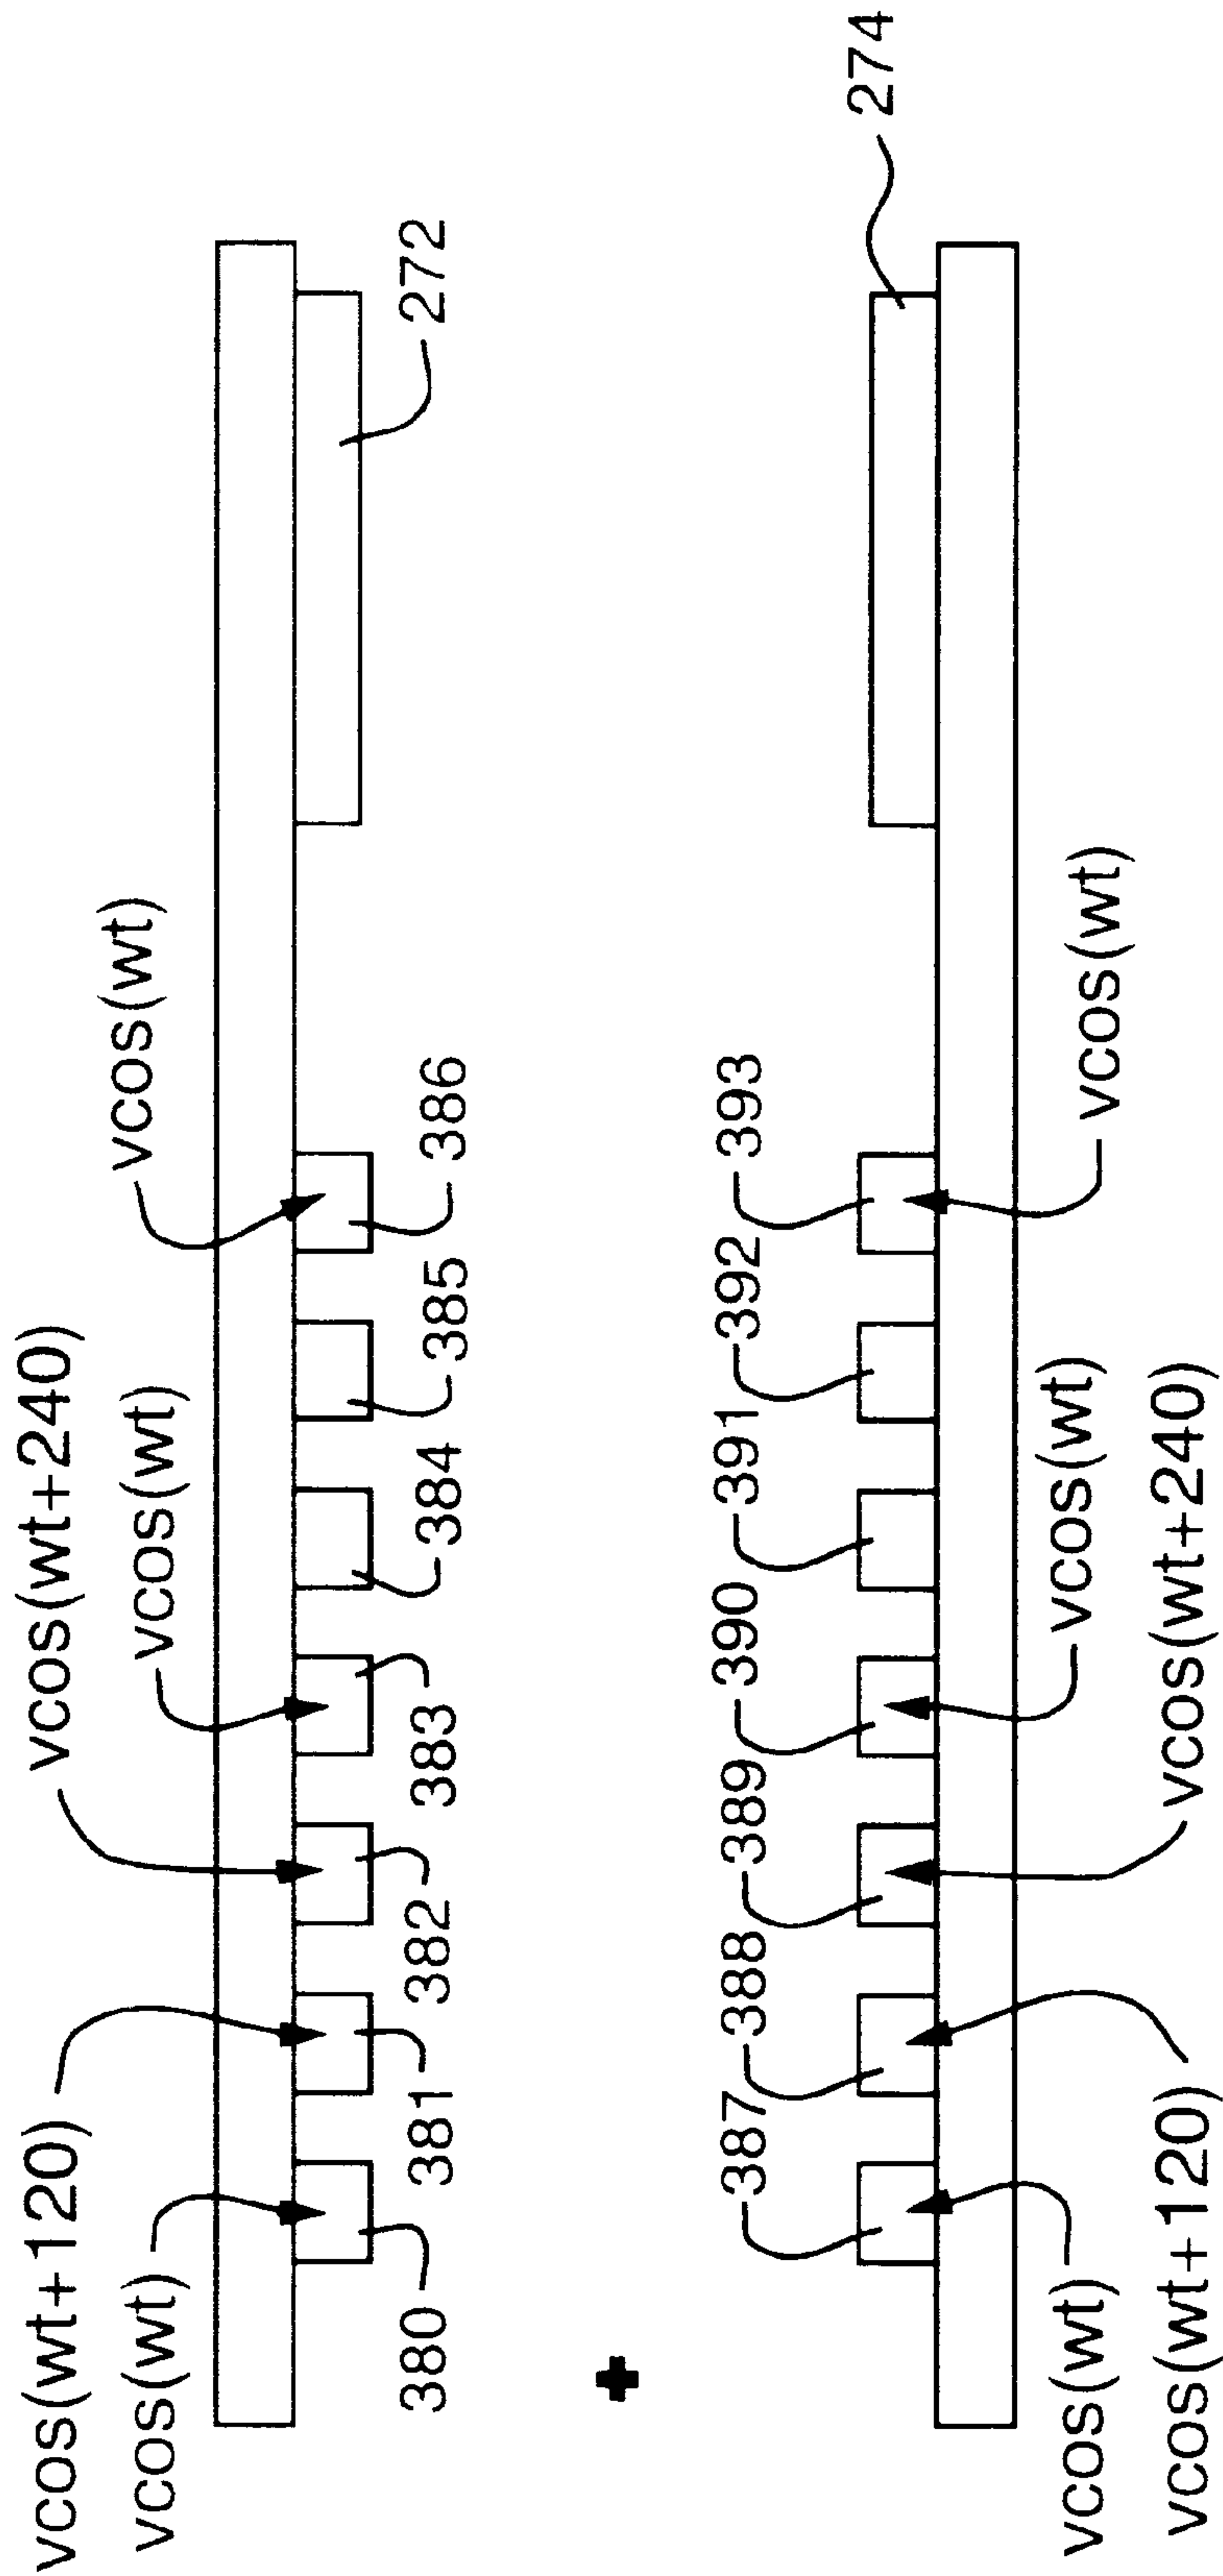 vcos(wt+120)
vcos(wt+240)
vcos(wt)
vcos(wt)
vcos(wt)
272
380
381
382
383
384
385
386
274
387
388
389
390
391
392
393
vcos(wt)
vcos(wt)
vcos(wt)
vcos(wt+120)
vcos(wt+240)